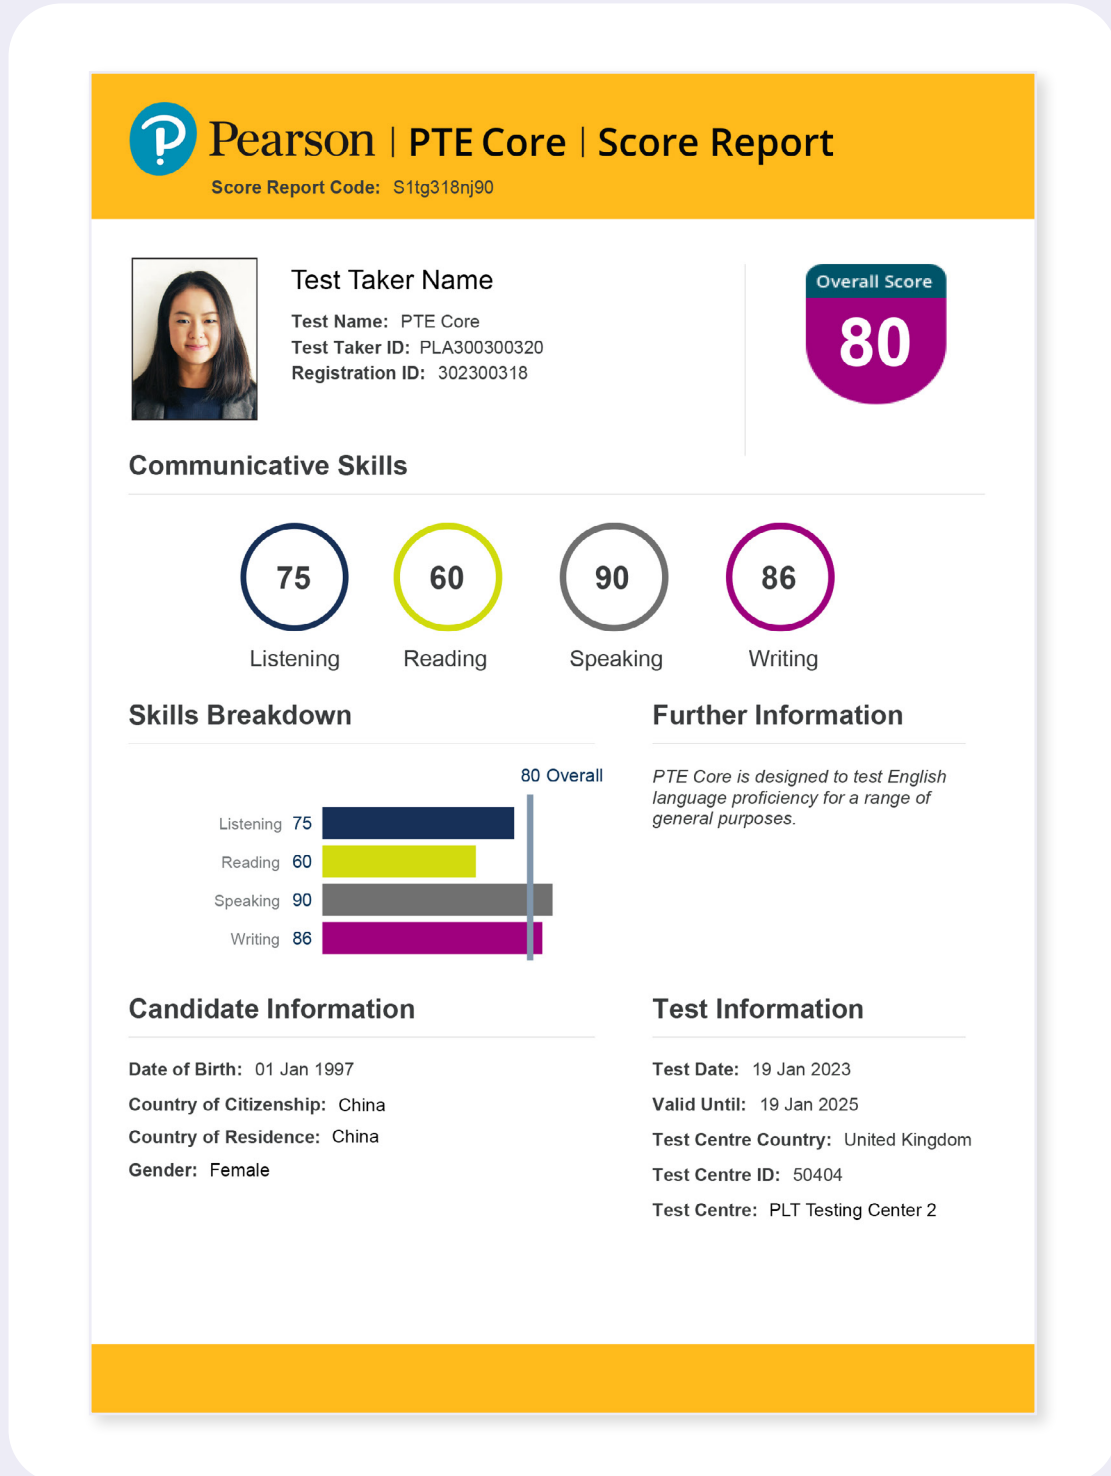 Pearson | PTE Core | Score Report
Score Report Code: S1tg318nj90
Test Taker Name
Test Name: PTE Core
Test Taker ID: PLA300300320
Registration ID: 302300318
Overall Score
80
Communicative Skills
75 60 90 86
Listening Reading Speaking Writing
Skills Breakdown
80 Overall
Listening 75
Reading 60
Speaking 90
Writing 86
Further Information
PTE Core is designed to test English
language proficiency for a range of
general purposes.
Candidate Information
Date of Birth: 01 Jan 1997
Country of Citizenship: China
Country of Residence: China
Gender: Female
Test Information
Test Date: 19 Jan 2023
Valid Until: 19 Jan 2025
Test Centre Country: United Kingdom
Test Centre ID: 50404
Test Centre: PLT Testing Center 2